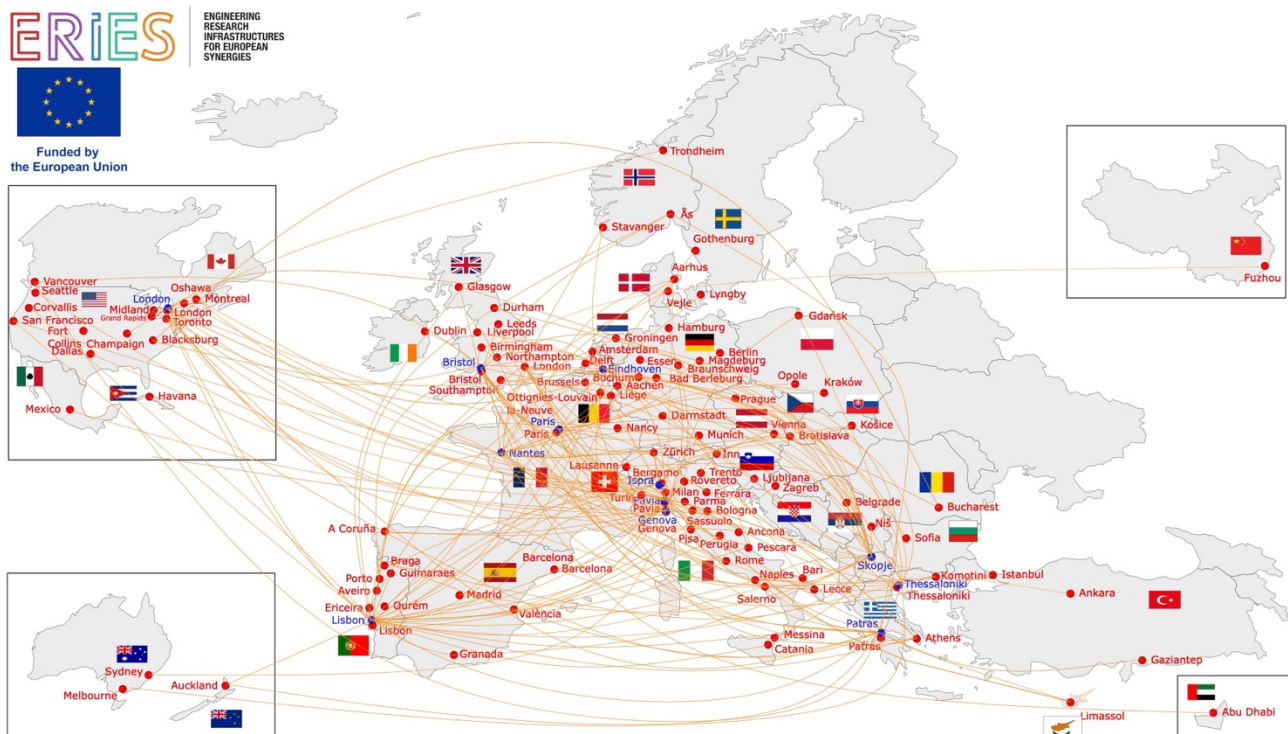 ERIES
ENGINEERING
RESEARCH
INFRASTRUCTURES
FOR EUROPEAN
SYNERGIES
Funded by
the European Union
Vancouver
Seattle
Corvallis
San Francisco
Fort
Collins
Champaign
Dallas
Mexico
Havana
Blacksburg
Midland
Grand Rapids
London
London
Toronto
Oshawa
Montreal
Trondheim
Stavanger
Ås
Gothenburg
Aarhus
Vejle
Lyngby
Fuzhou
Glasgow
Durham
Leeds
Liverpool
Dublin
Birmingham
Northampton
London
Bristol
Bristol
Southampton
Groningen
Amsterdam
Delft
Eindhoven
Essen
Bochum
Brussels
Aachen
Ottignies-Louvain
la-Neuve
Liège
Hamburg
Berlin
Magdeburg
Braunschweig
Bad Berleburg
Gdańsk
Opole
Kraków
Prague
Košice
Darmstadt
Vienna
Bratislava
Munich
Paris
Paris
Nancy
Nantes
Zürich
Inn
Lausanne
Bergamo
Ispra
Trento
Rovereto
Ljubljana
Zagreb
Turin
Milan
Ferrara
Pavia
Pavia
Parma
Bologna
Genova
Genova
Sassuolo
Pisa
Ancona
Perugia
Pescara
Rome
Naples
Bari
Salerno
Lecce
Messina
Catania
Belgrade
Bucharest
Niš
Sofia
Skopje
Komotini
Istanbul
Thessaloniki
Thessaloniki
Patras
Patras
Athens
Ankara
Gaziantep
Limassol
Abu Dhabi
A Coruña
Braga
Guimaraes
Porto
Aveiro
Ericeira
Ourém
Lisbon
Lisbon
Madrid
Barcelona
Barcelona
València
Granada
Sydney
Melbourne
Auckland